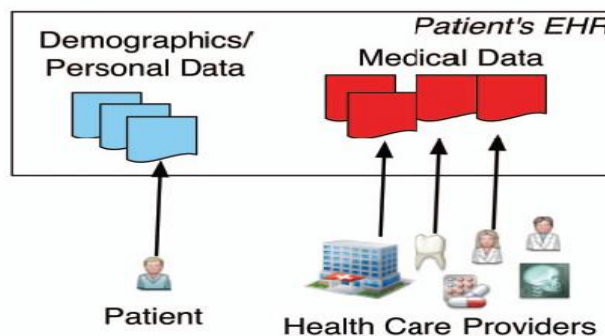 Patient's EHR
Demographics/
Personal Data
Medical Data
Patient
Health Care Providers